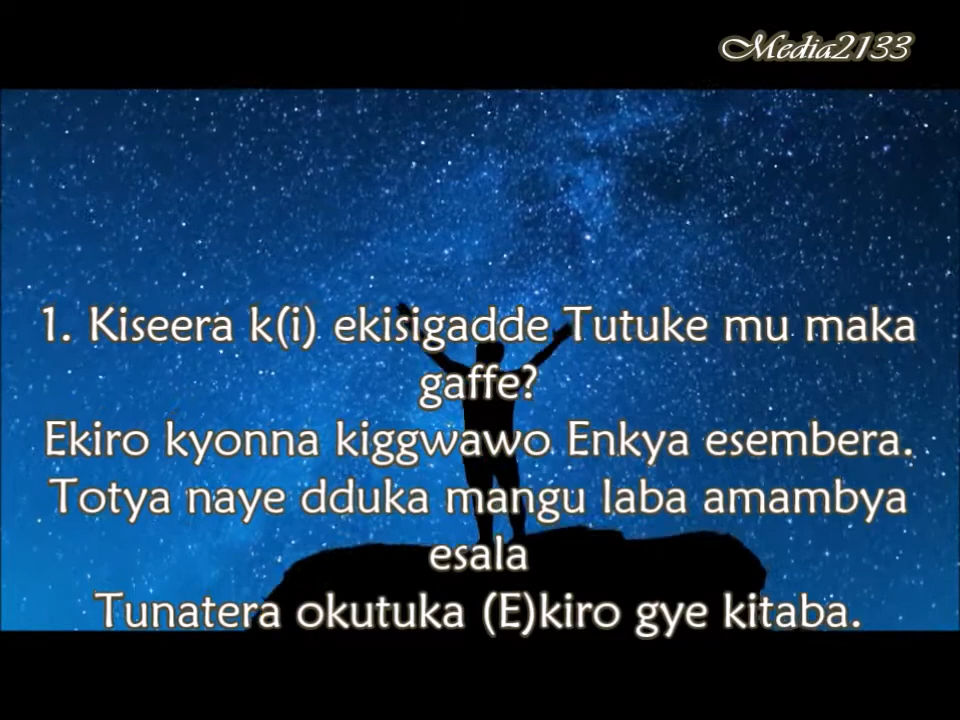 Media2133
1. Kiseera k(i) ekisigadde Tutuke mu maka
gaffe?
Ekiro kyonna kiggwawo Enkya esembera.
Totya naye dduka mangu laba amambya
esala
Tunatera okutuka (E)kiro gye kitaba.